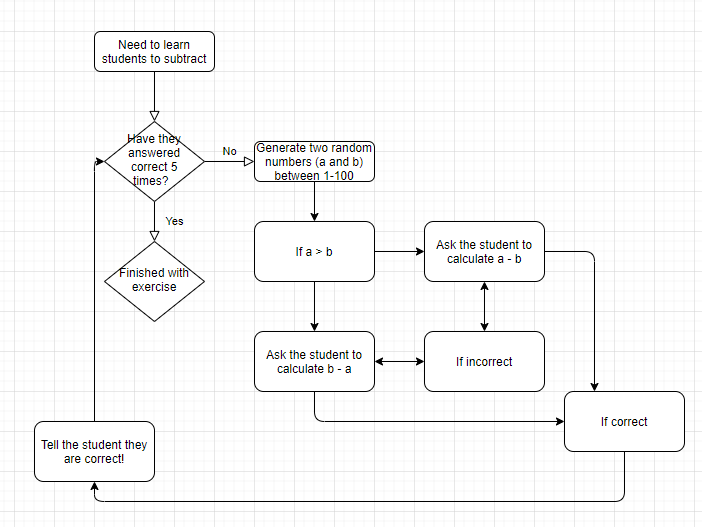 Need to learn
students to subtract
Have they
answered
correct 5
times?
No
Generate two random
numbers (a and b)
between 1-100
Yes
If a > b
Ask the student to
calculate a - b
Finished with
exercise
Ask the student to
calculate b - a
If incorrect
If correct
Tell the student they
are correct!